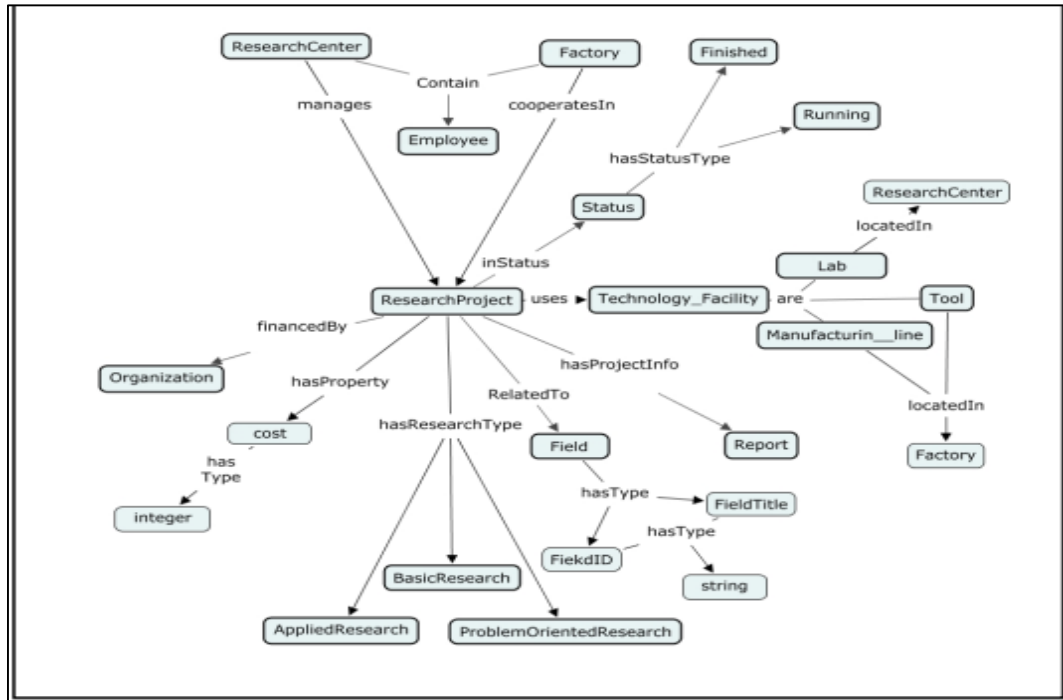 ResearchCenter
Factory
Finished
Contain
manages
cooperatesIn
Running
Employee
hasStatusType
ResearchCenter
Status
locatedIn
inStatus
Lab
ResearchProject
uses
Technology_Facility
are
Tool
financedBy
Manufacturin__line
hasProjectInfo
Organization
hasProperty
RelatedTo
locatedIn
hasResearchType
cost
Field
Report
Factory
has
Type
hasType
FieldTitle
integer
hasType
FiekdID
BasicResearch
string
AppliedResearch
ProblemOrientedResearch